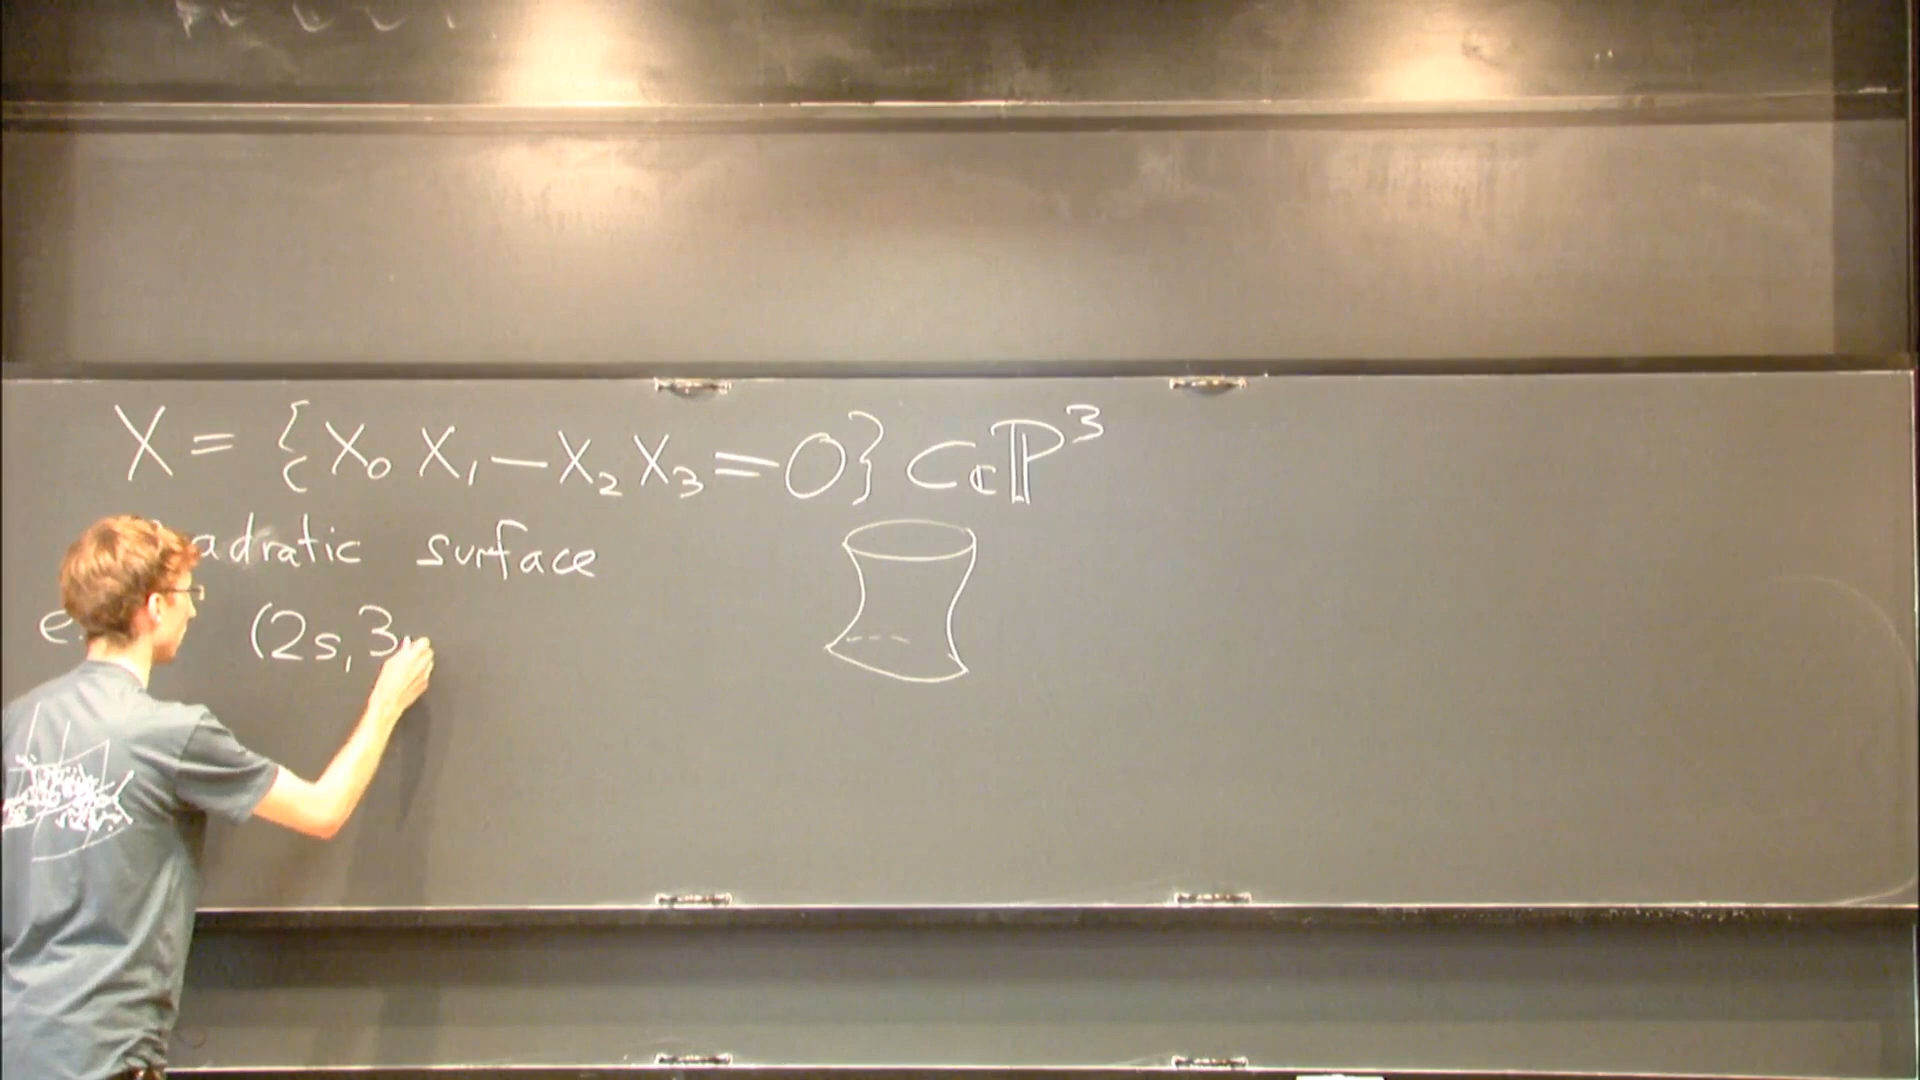 X = {X₀X₁ – X₂X₃ = 0} ⊂ ℂℙ³
adratic surface
e. (2s, 3